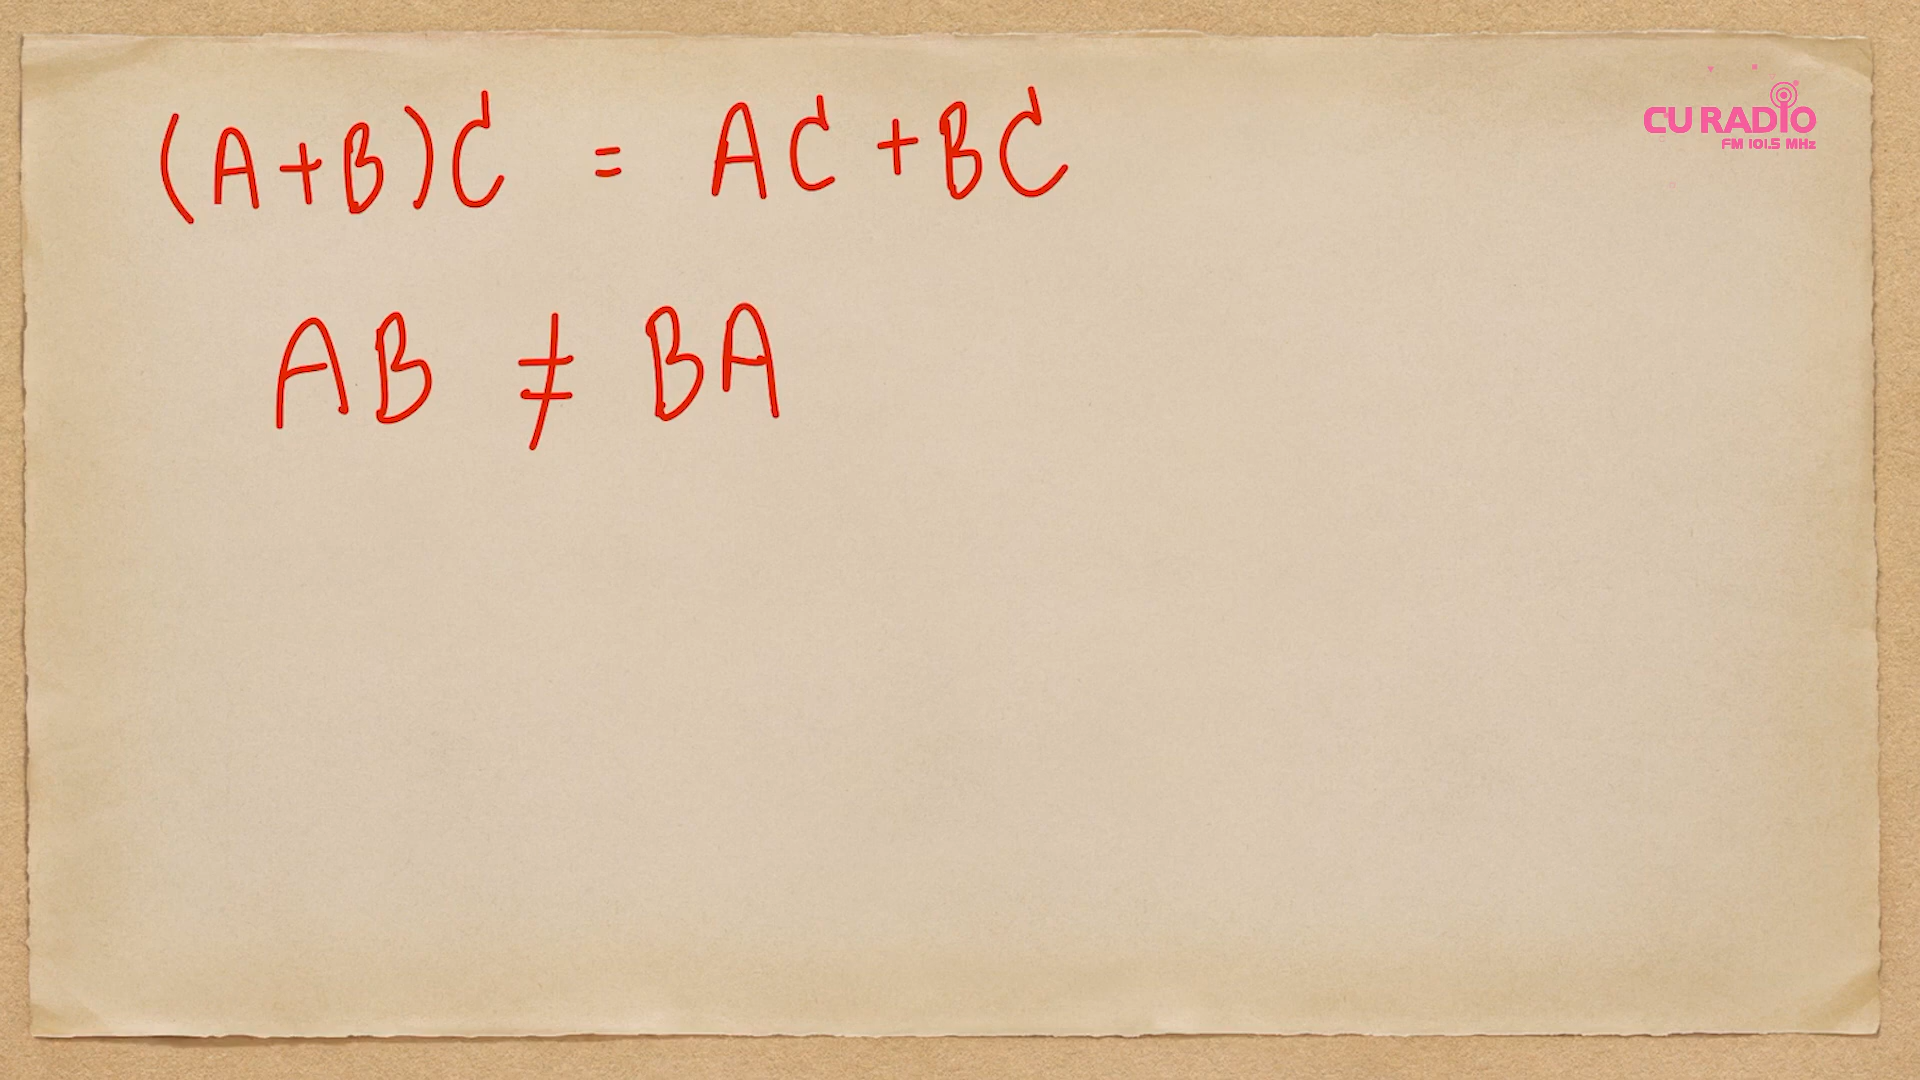 (A+B)C = AC+BC
CU RADIO
FM 101.5 MHz
AB ≠ BA